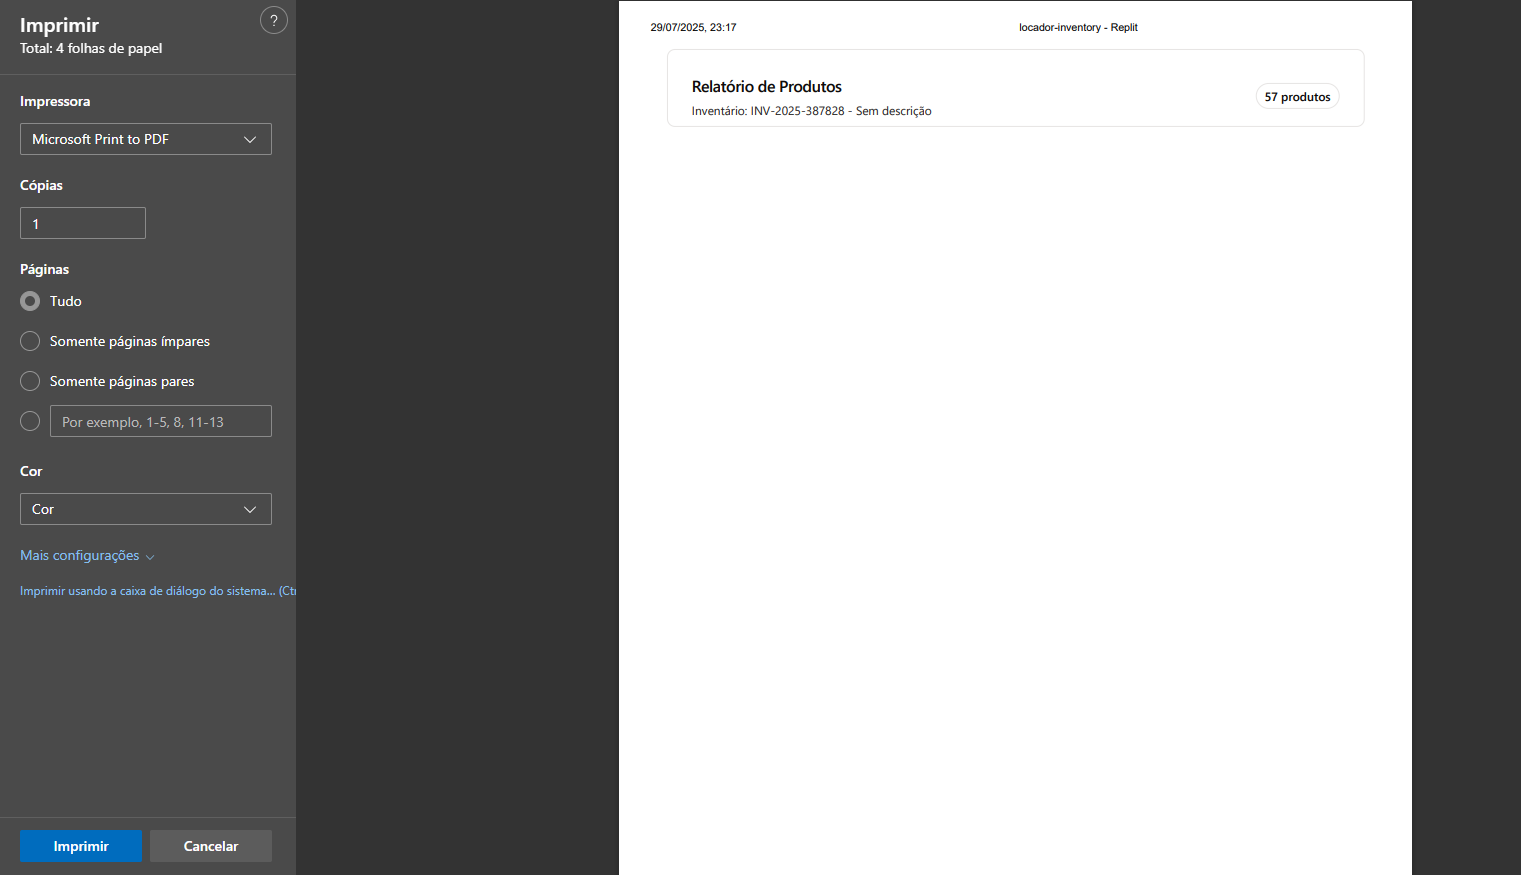 Imprimir
?
Total: 4 folhas de papel
Impressora
Microsoft Print to PDF
Cópias
1
Páginas
Tudo
Somente páginas ímpares
Somente páginas pares
Por exemplo, 1-5, 8, 11-13
Cor
Cor
Mais configurações
Imprimir usando a caixa de diálogo do sistema... (Ctr
Imprimir
Cancelar
29/07/2025, 23:17
locador-inventory - Replit
Relatório de Produtos
57 produtos
Inventário: INV-2025-387828 - Sem descrição